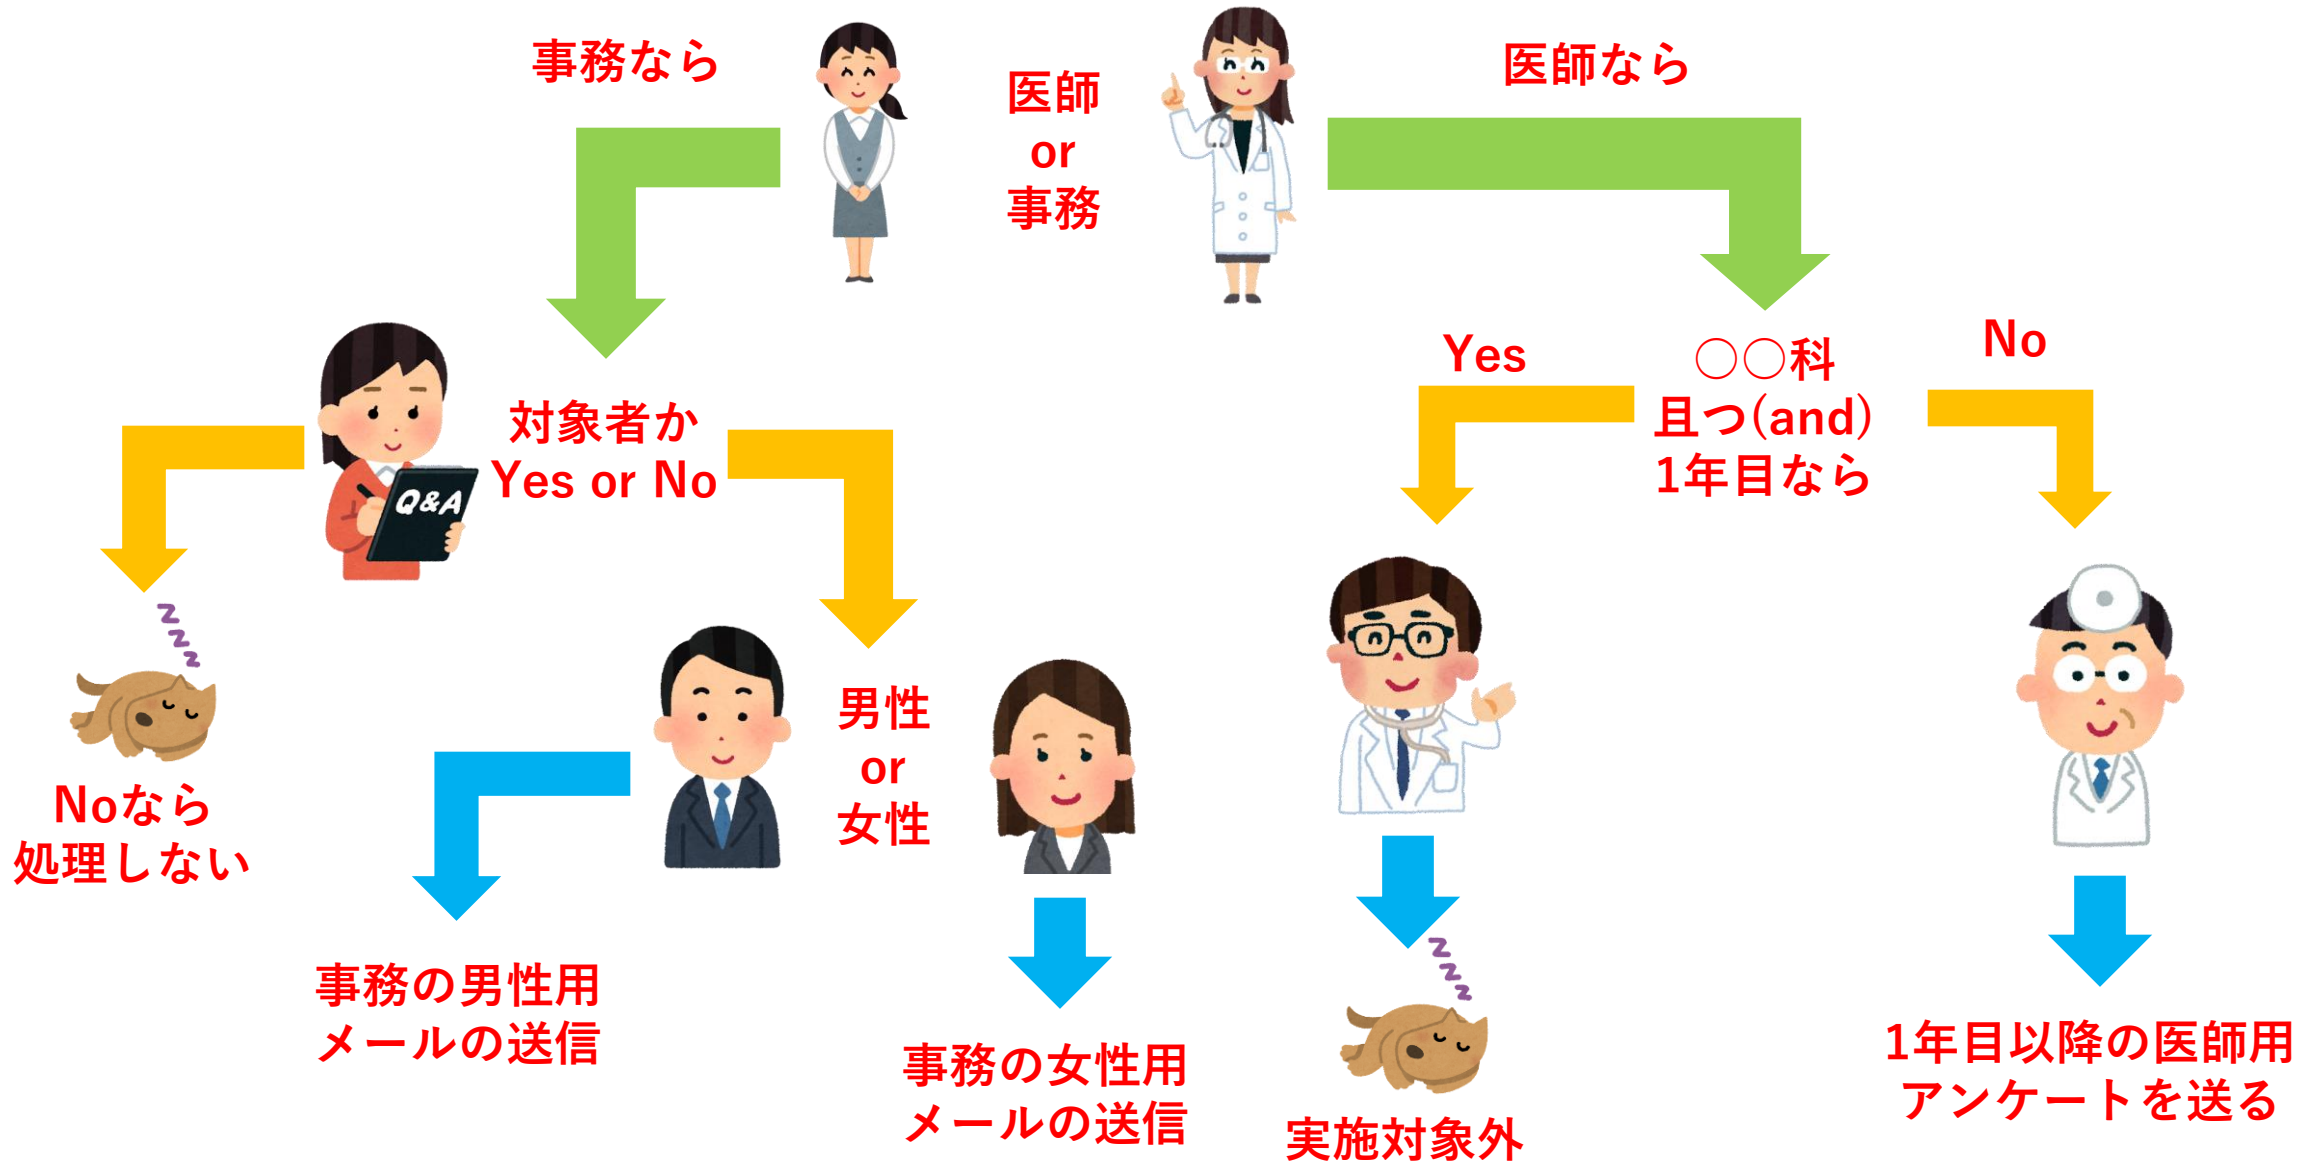 事務なら
医師
or
事務
医師なら
対象者か
Yes or No
Q&A
Yes
○○科
且つ(and)
1年目なら
No
Noなら
処理しない
男性
or
女性
事務の男性用
メールの送信
事務の女性用
メールの送信
実施対象外
1年目以降の医師用
アンケートを送る
zzzz
zzzz